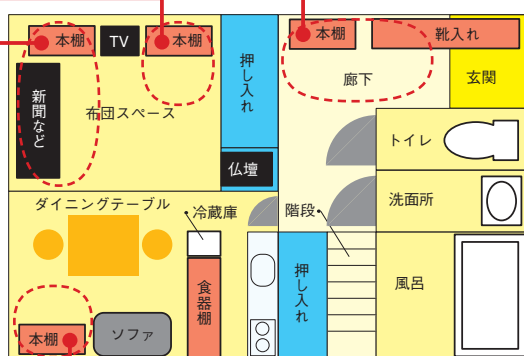 本棚
TV
本棚
押し入れ
本棚
靴入れ
玄関
廊下
新聞など
布団スペース
トイレ
仏壇
洗面所
ダイニングテーブル
冷蔵庫
階段
食器棚
押し入れ
風呂
本棚
ソファ